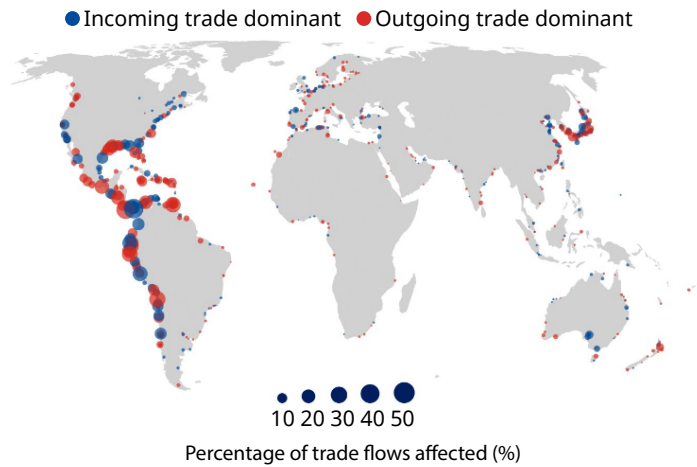 Incoming trade dominant Outgoing trade dominant
10 20 30 40 50
Percentage of trade flows affected (%)